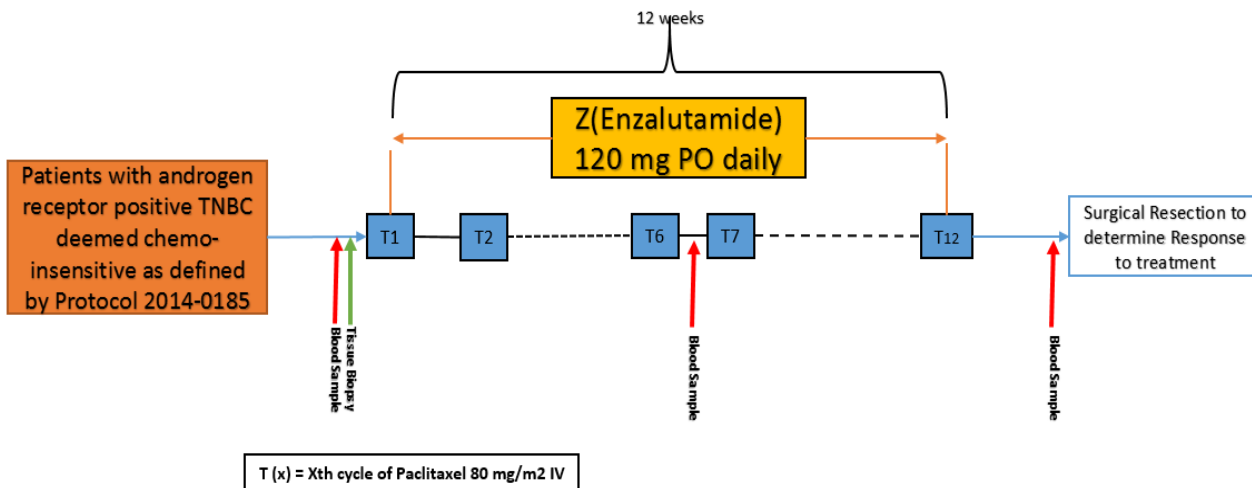 12 weeks
Z(Enzalutamide)
120 mg PO daily
Patients with androgen
receptor positive TNBC
deemed chemo-
insensitive as defined
by Protocol 2014-0185
T1
T2
T6
T7
T12
Surgical Resection to
determine Response
to treatment
Blood Sample
Tissue Biopsy
Blood Sample
Blood Sample
T (x) = Xth cycle of Paclitaxel 80 mg/m2 IV